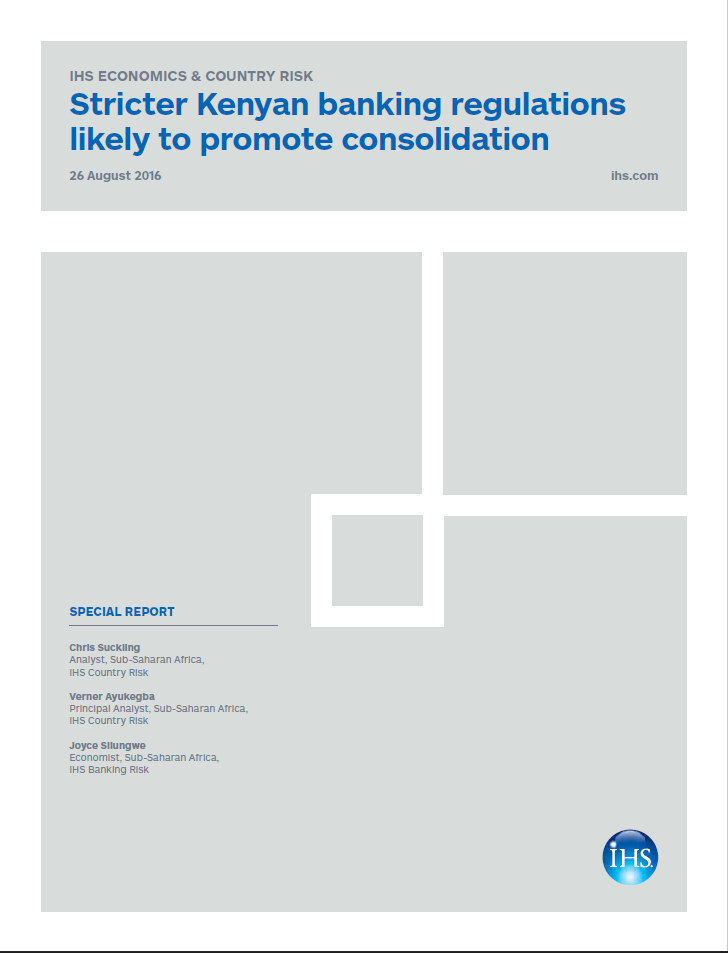 IHS ECONOMICS & COUNTRY RISK
Stricter Kenyan banking regulations
likely to promote consolidation
26 August 2016
ihs.com
SPECIAL REPORT
Chris Suckling
Analyst, Sub-Saharan Africa,
IHS Country Risk
Verner Ayukegba
Principal Analyst, Sub-Saharan Africa,
IHS Country Risk
Joyce Silungwe
Economist, Sub-Saharan Africa,
IHS Banking Risk
IHS